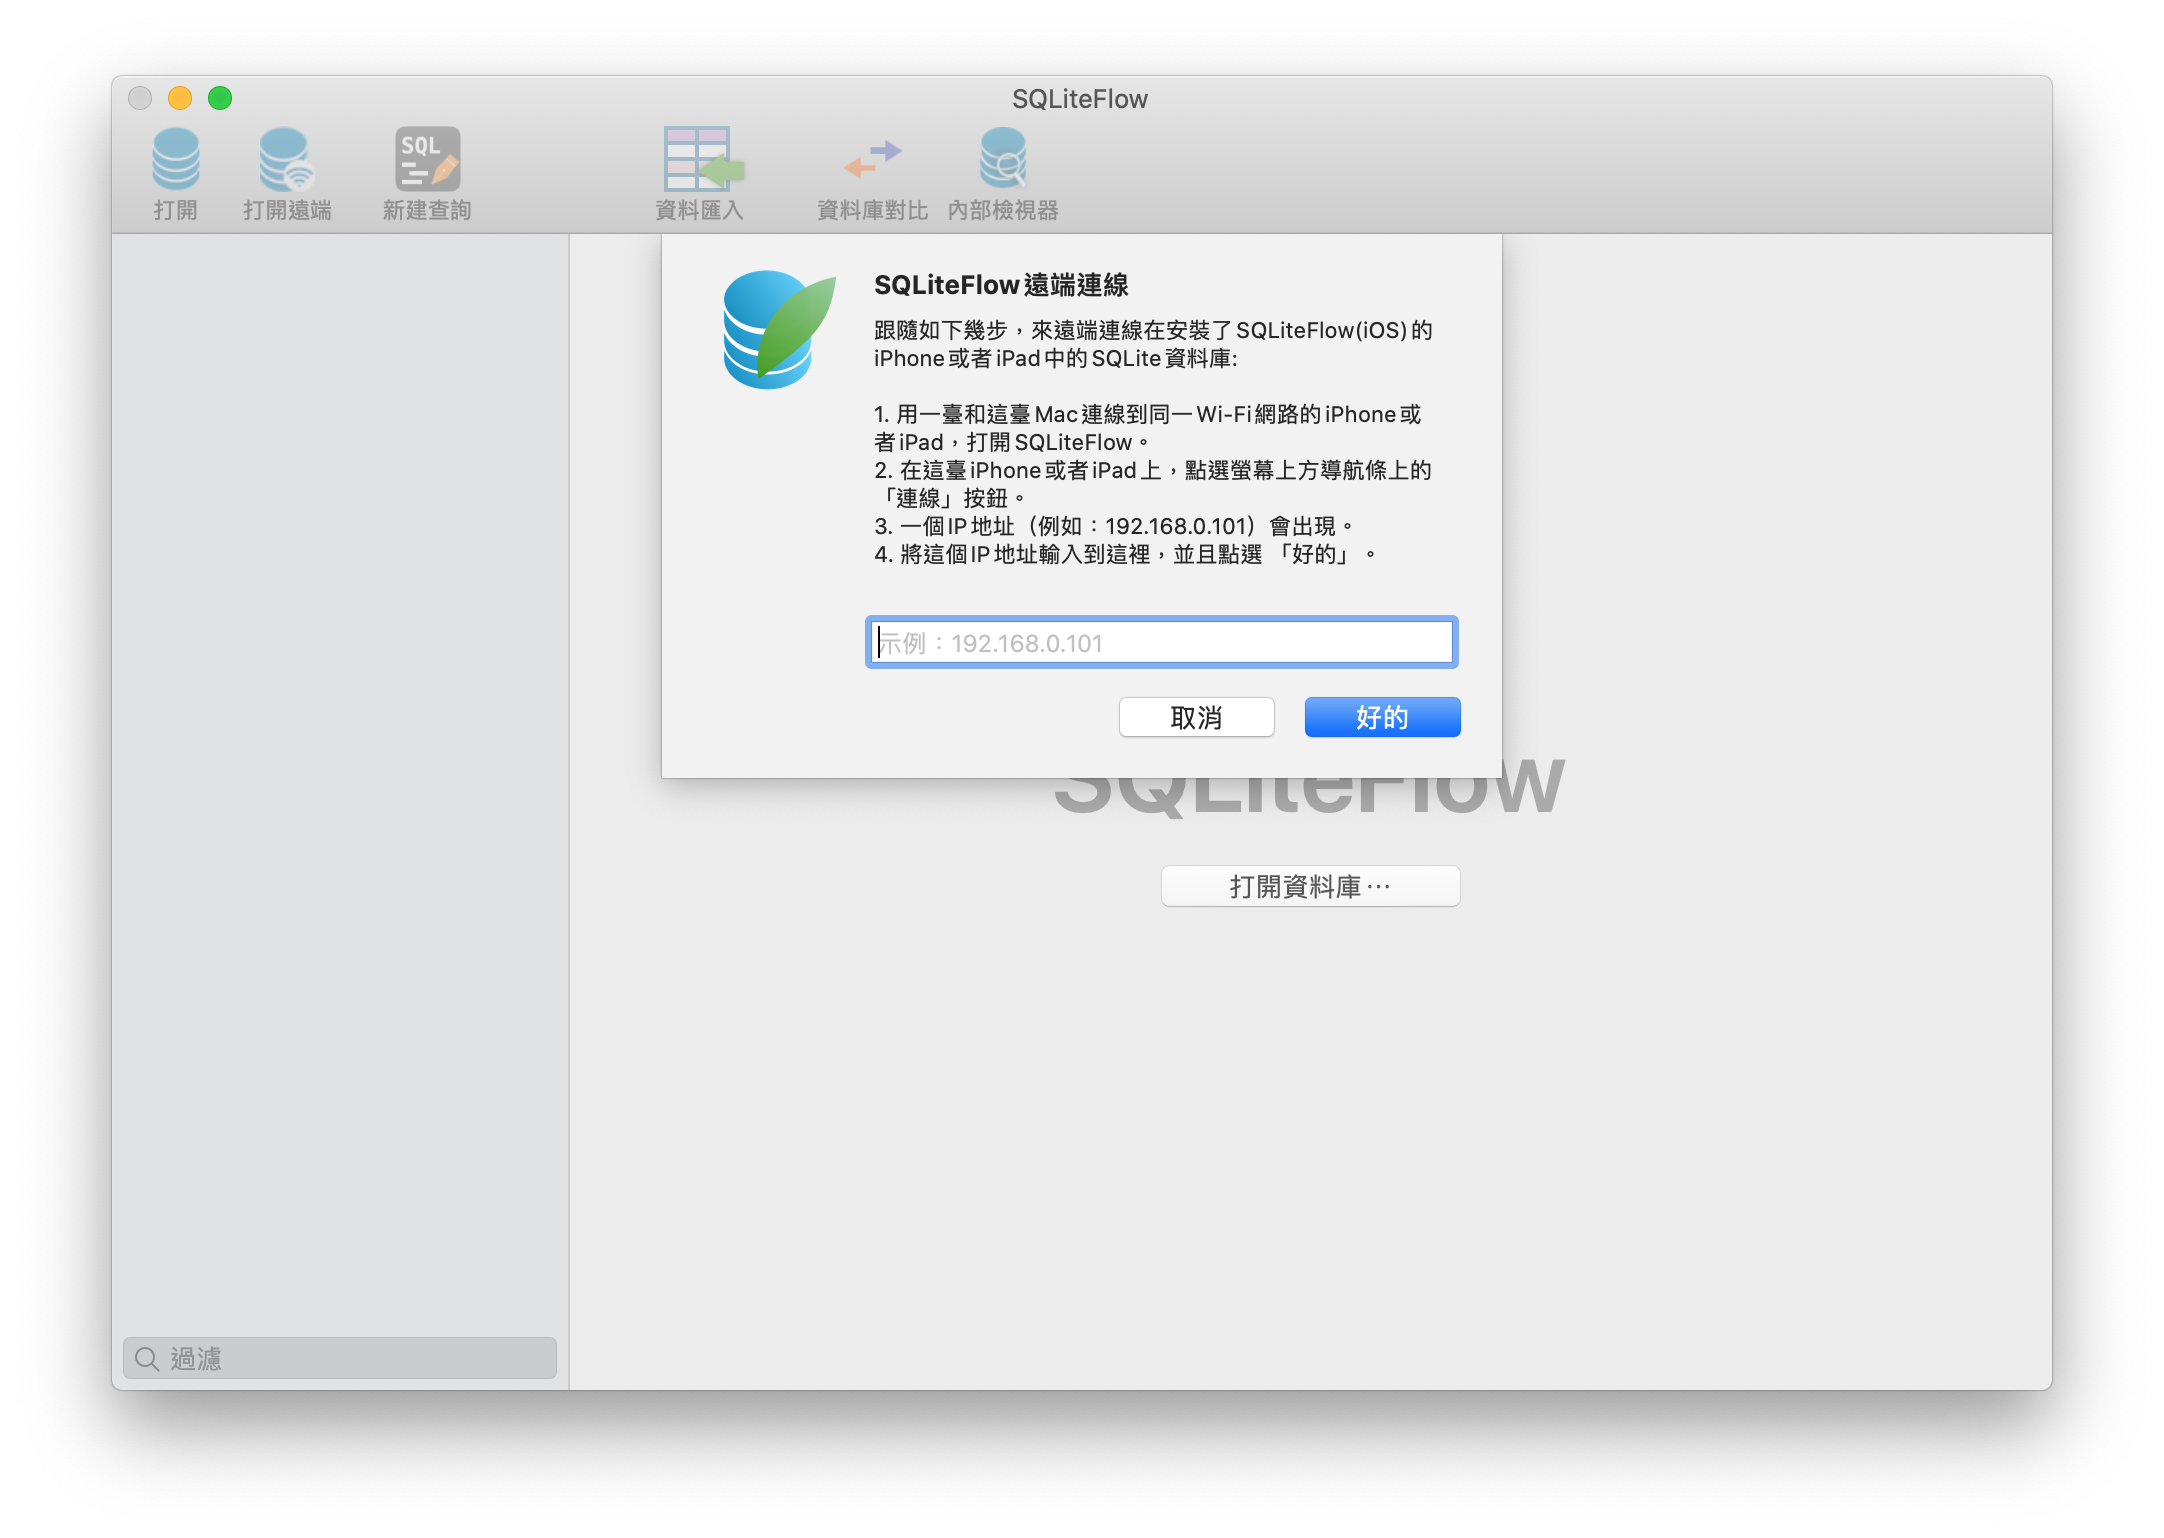 SQLiteFlow
SQL
打開
打開遠端
新建查詢
資料匯入
資料庫對比
內部檢視器
SQLiteFlow遠端連線
跟隨如下幾步，來遠端連線在安裝了SQLiteFlow(iOS)的
iPhone或者iPad中的SQLite資料庫:
1. 用一臺和這臺Mac連線到同一Wi-Fi網路的iPhone或
者iPad，打開SQLiteFlow。
2. 在這臺iPhone或者iPad上，點選螢幕上方導航條上的
「連線」按鈕。
3. 一個IP地址（例如：192.168.0.101）會出現。
4. 將這個IP地址輸入到這裡，並且點選 「好的」。
示例：192.168.0.101
取消
好的
SQLiteFlow
打開資料庫…
過濾